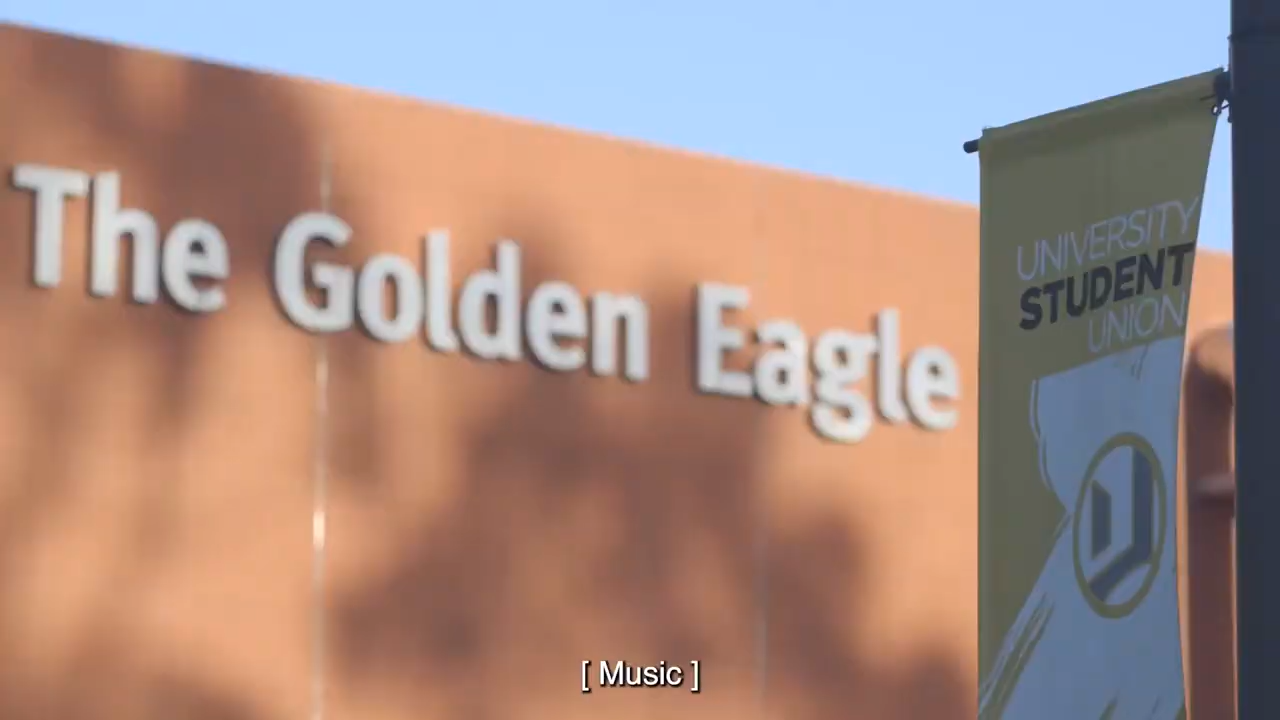 The Golden Eagle
UNIVERSITY
STUDENT
UNION
[ Music ]